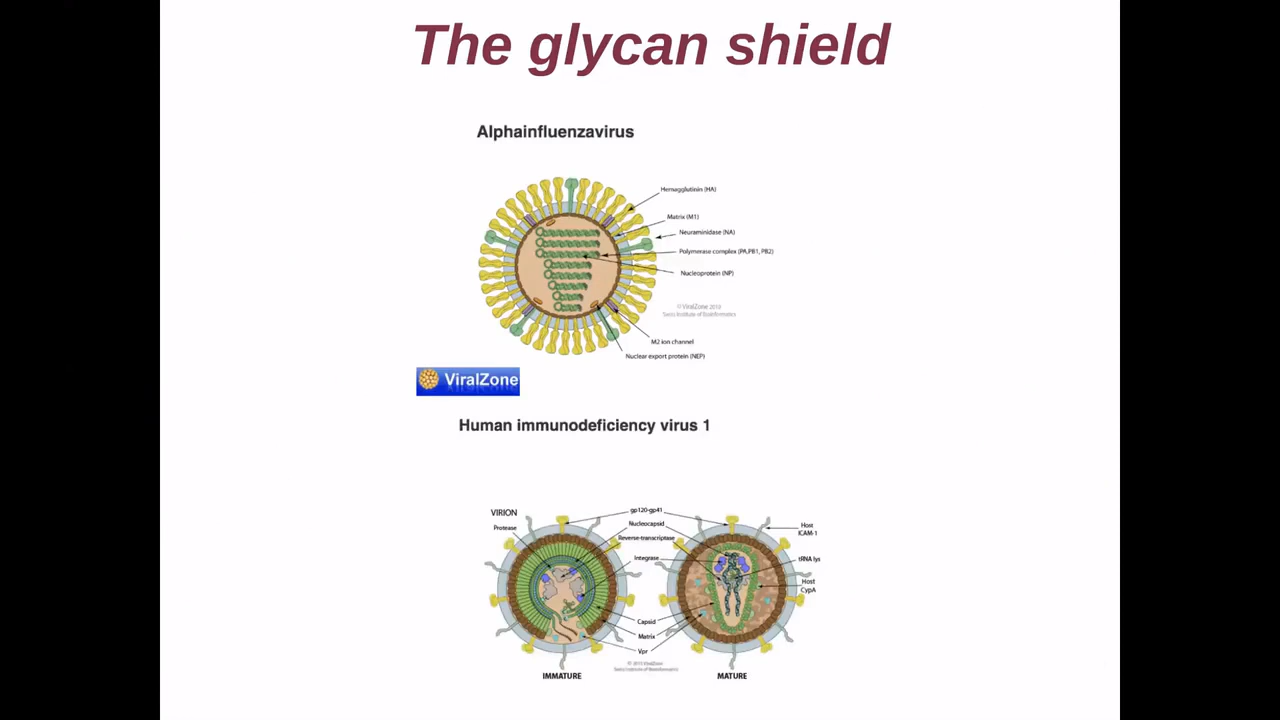 The glycan shield
Alphainfluenzavirus
Hemagglutinin (HA)
Matrix (M1)
Neuraminidase (NA)
Polymerase complex (PA,PB1, PB2)
Nucleoprotein (NP)
© ViralZone 2013
Swiss Institute of Bioinformatics
M2 ion channel
Nuclear export protein (NEP)
ViralZone
Human immunodeficiency virus 1
VIRION
gp120-gp41
Protease
Nucleocapsid
Host
ICAM-1
Reverse-transcriptase
Integrase
tRNA lys
Host
CypA
Capsid
Matrix
Vpr
Swiss Institute of Bioinformatics
IMMATURE
MATURE